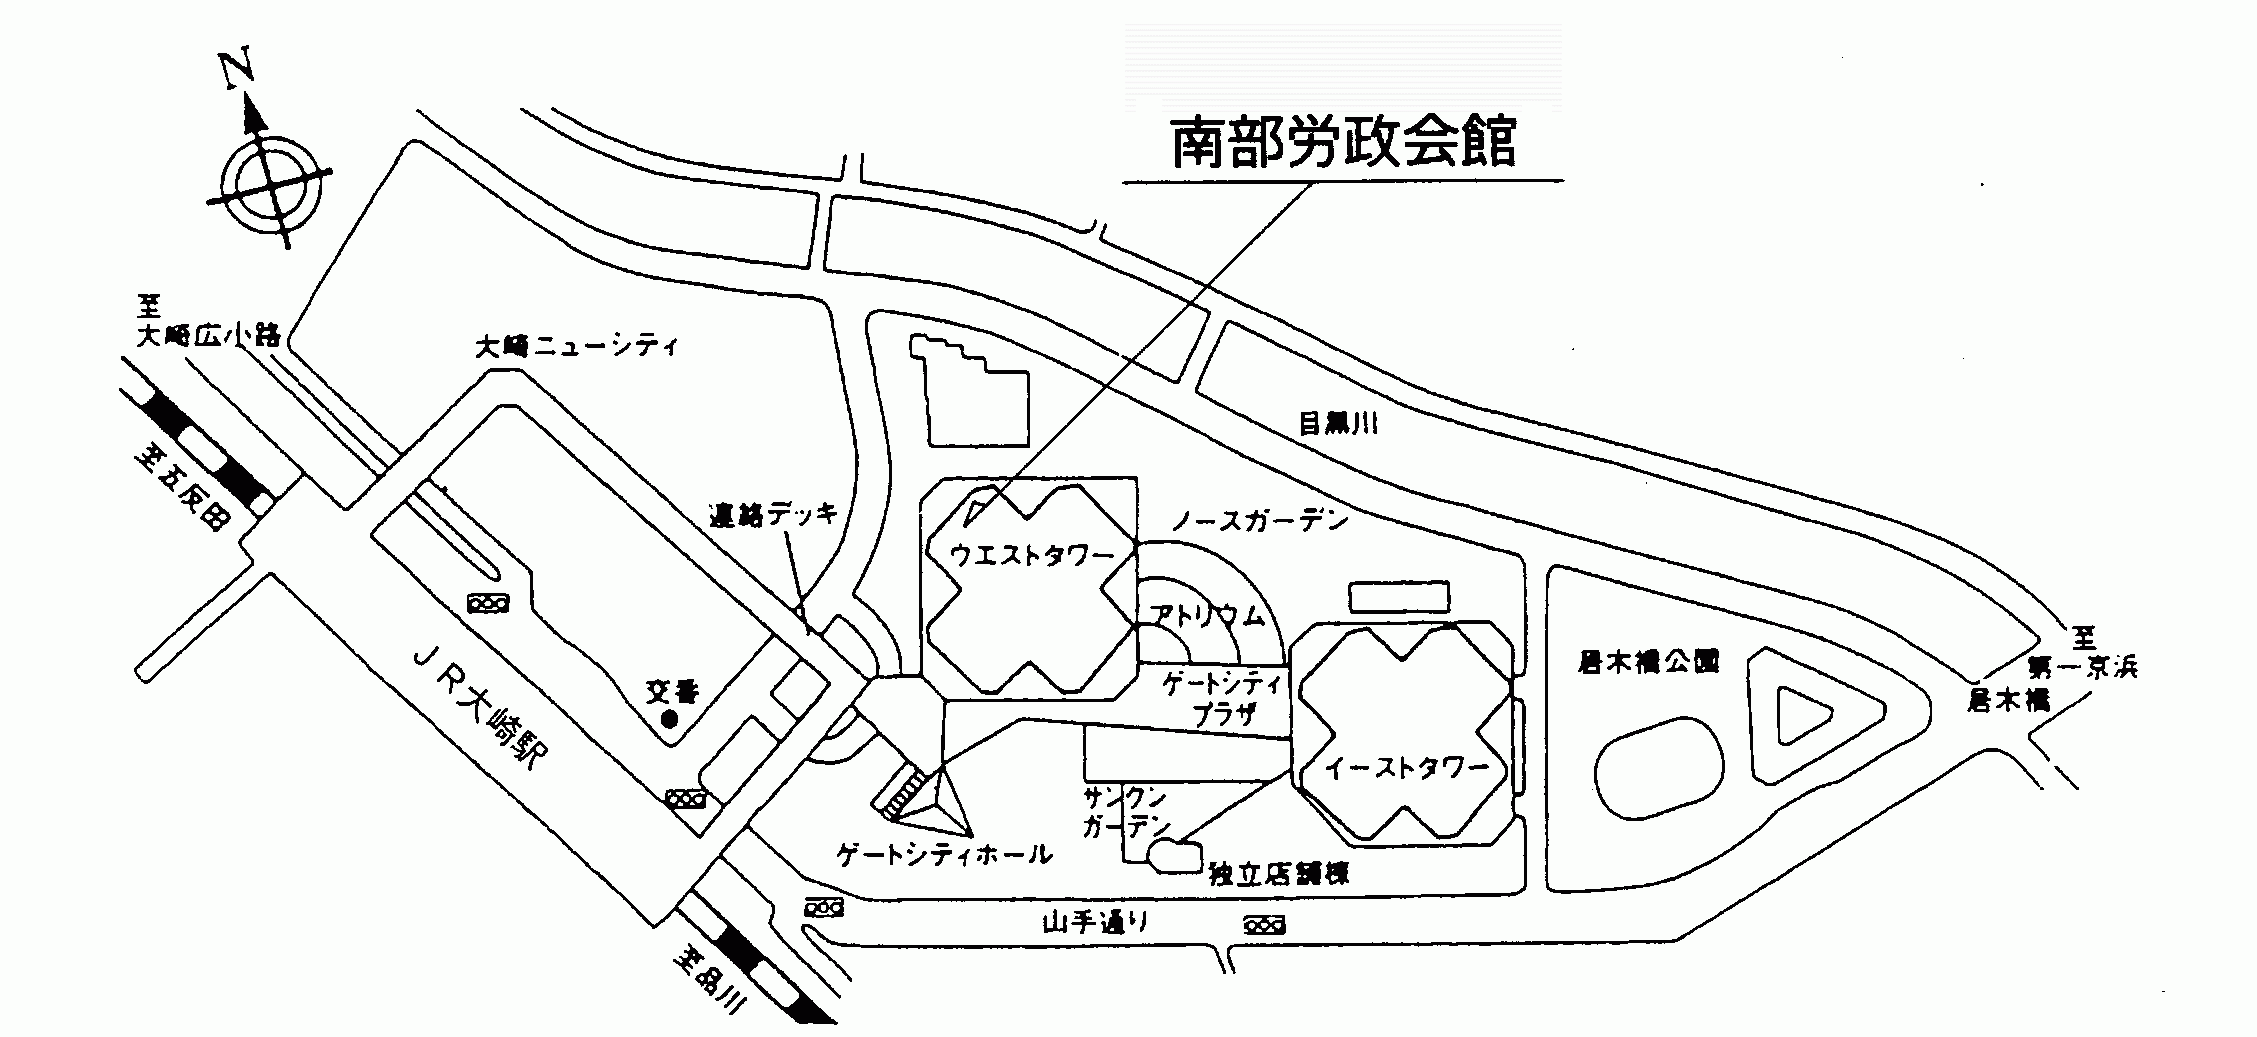 N
南部労政会館
至
大崎広小路
大崎ニューシティ
至五反田
目黒川
連絡デッキ
ノースガーデン
ウエストタワー
アトリウム
至
第一京浜
居木橋
居木橋公園
ゲートシティ
プラザ
JR大崎駅
交番
イーストタワー
サンクン
ガーデン
ゲートシティホール
独立店舗棟
山手通り
至品川